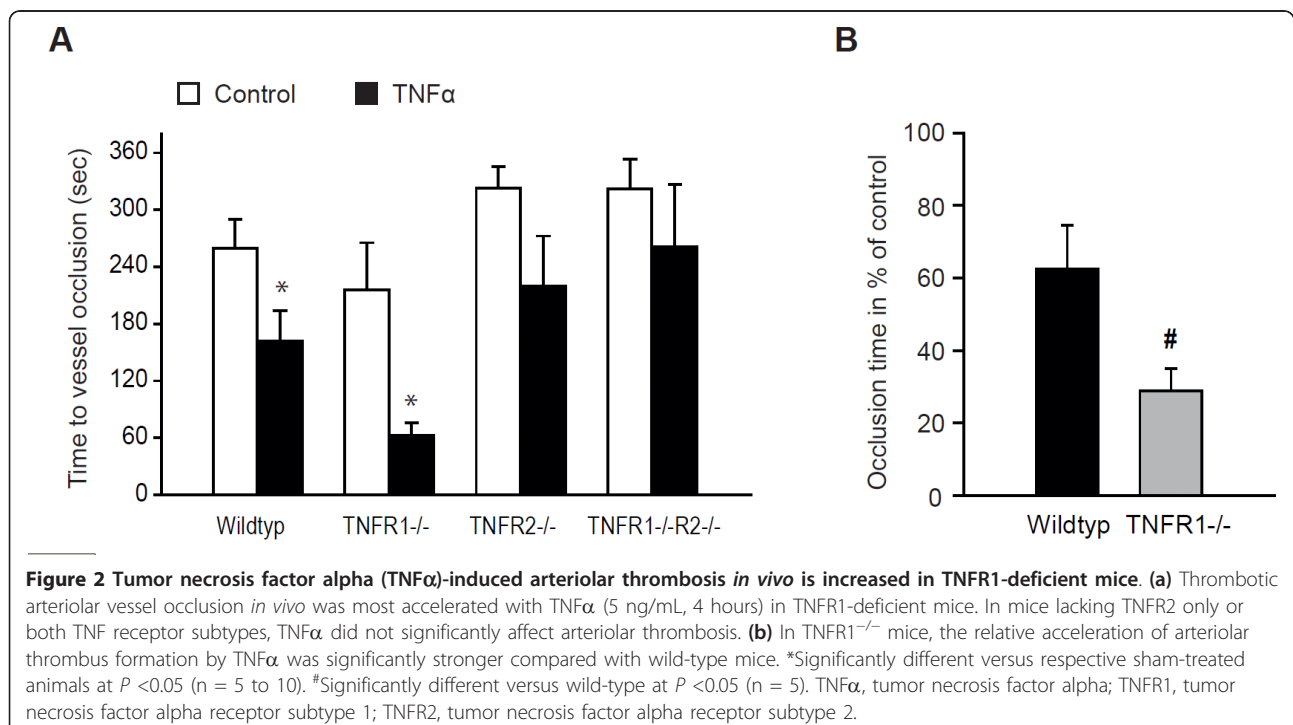 A
B
Control
TNFα
Time to vessel occlusion (sec)
360
300
240
180
120
60
0
*
*
Wildtyp
TNFR1-/-
TNFR2-/-
TNFR1-/-R2-/-
Occlusion time in % of control
100
80
60
40
20
0
#
Wildtyp
TNFR1-/-
Figure 2 Tumor necrosis factor alpha (TNFα)-induced arteriolar thrombosis in vivo is increased in TNFR1-deficient mice. (a) Thrombotic
arteriolar vessel occlusion in vivo was most accelerated with TNFα (5 ng/mL, 4 hours) in TNFR1-deficient mice. In mice lacking TNFR2 only or
both TNF receptor subtypes, TNFα did not significantly affect arteriolar thrombosis. (b) In TNFR1−/− mice, the relative acceleration of arteriolar
thrombus formation by TNFα was significantly stronger compared with wild-type mice. *Significantly different versus respective sham-treated
animals at P <0.05 (n = 5 to 10). #Significantly different versus wild-type at P <0.05 (n = 5). TNFα, tumor necrosis factor alpha; TNFR1, tumor
necrosis factor alpha receptor subtype 1; TNFR2, tumor necrosis factor alpha receptor subtype 2.